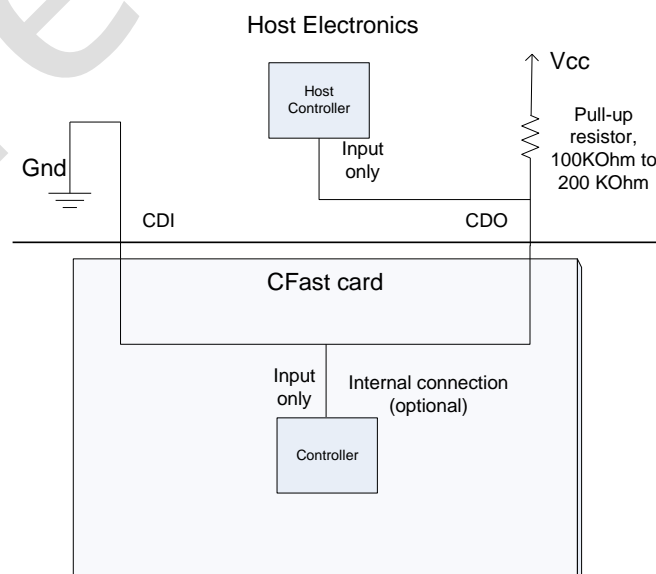 Host Electronics
Vcc
Host
Controller
Pull-up
resistor,
100KOhm to
200 KOhm
Input
only
Gnd
CDI
CDO
CFast card
Input
only
Internal connection
(optional)
Controller